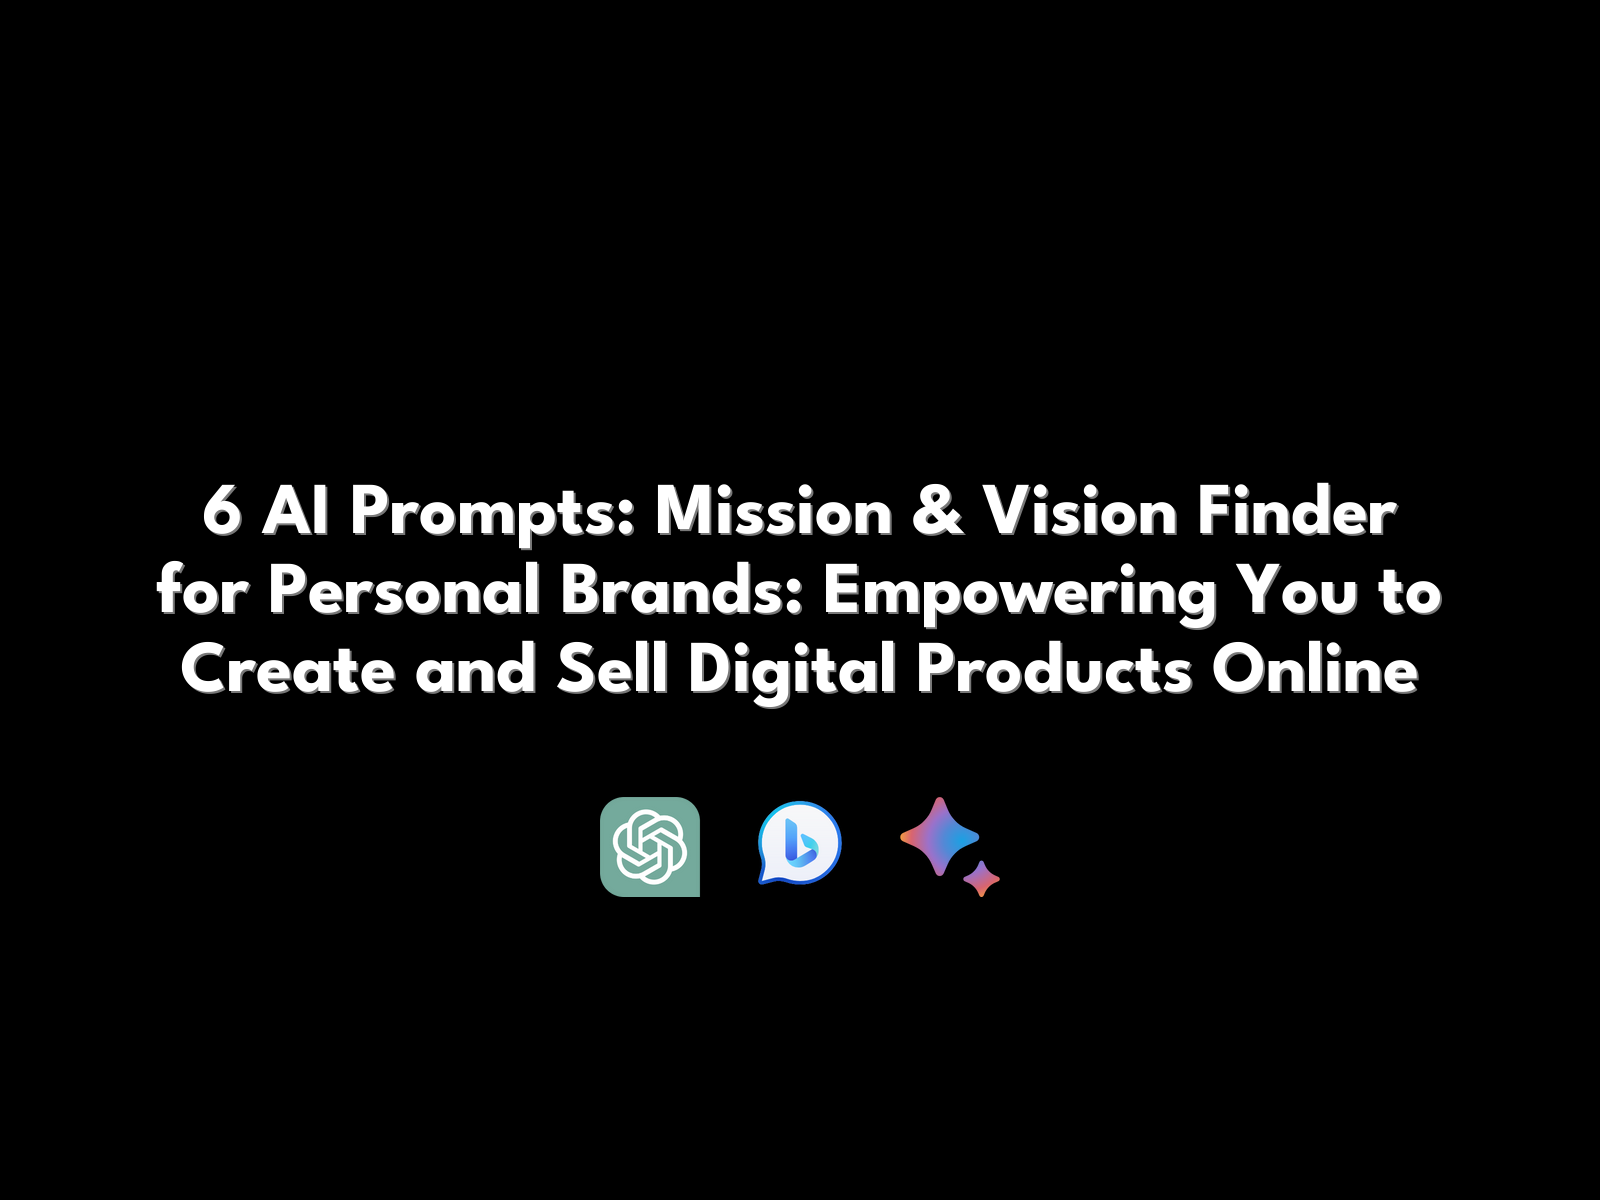 6 AI Prompts: Mission & Vision Finder
for Personal Brands: Empowering You to
Create and Sell Digital Products Online